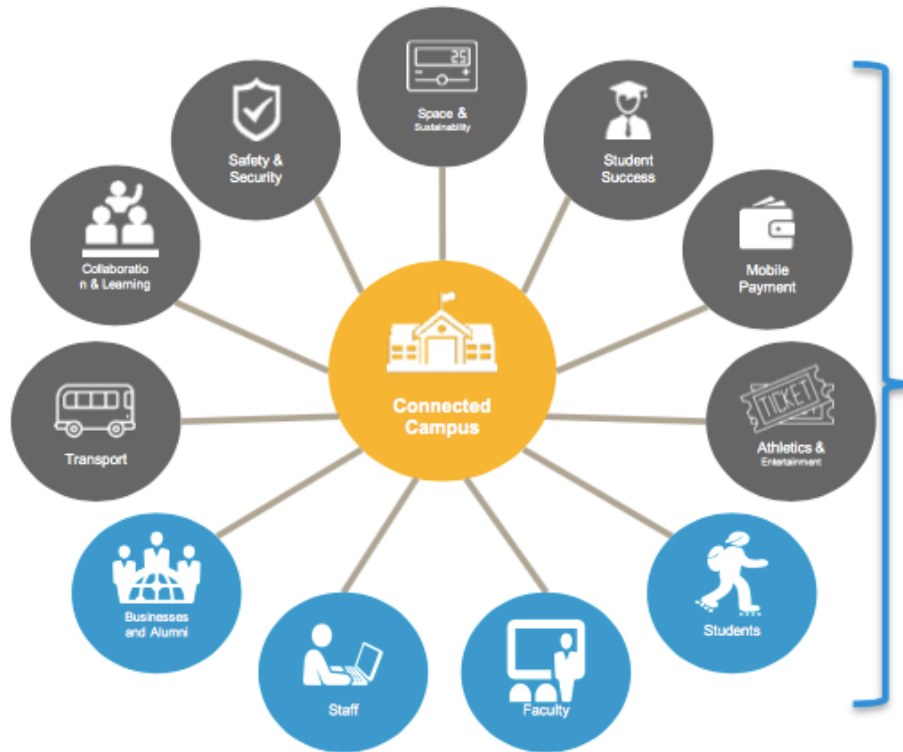 25
Space &
Sustainability
Safety &
Security
Student
Success
Collaboratio
n & Learning
Mobile
Payment
Connected
Campus
TICKET
Transport
Athletics &
Entertainment
Businesses
and Alumni
Students
Staff
Faculty